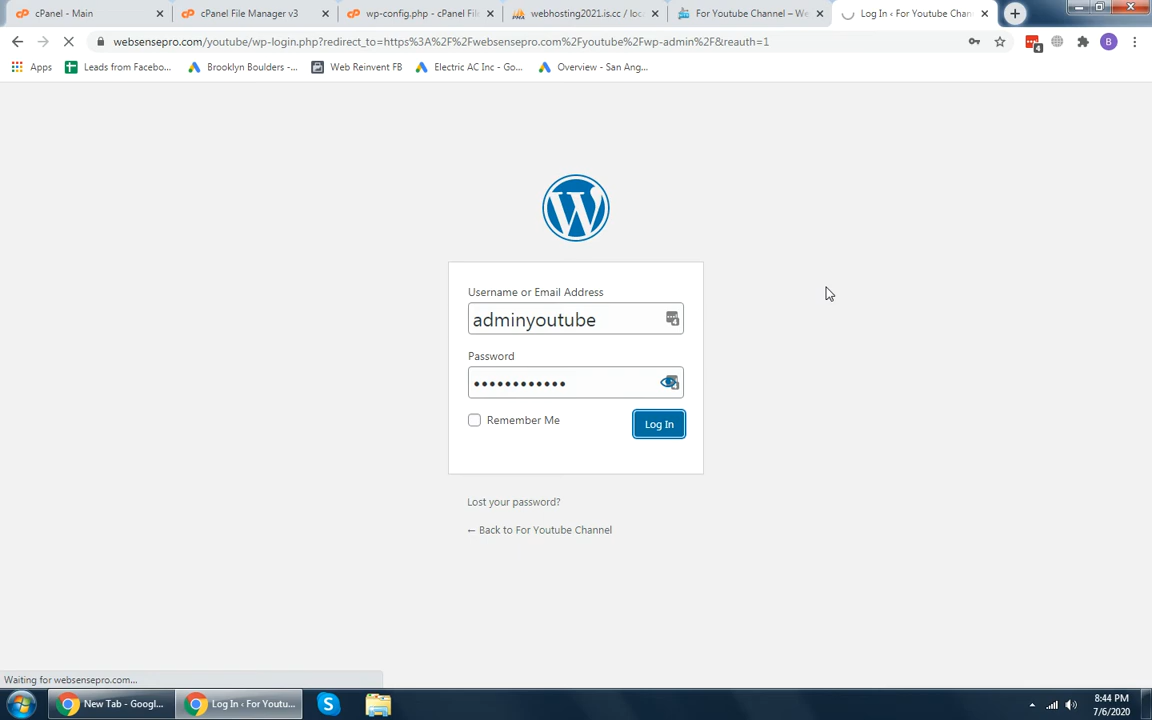 cPanel - Main
cPanel File Manager v3
wp-config.php - cPanel File
webhosting2021.is.cc / loca
For Youtube Channel – We
Log In ‹ For Youtube Chann
websensepro.com/youtube/wp-login.php?redirect_to=https%3A%2F%2Fwebsensepro.com%2Fyoutube%2Fwp-admin%2F&reauth=1
4
B
Apps
Leads from Facebo...
Brooklyn Boulders -...
Web Reinvent FB
Electric AC Inc - Go...
Overview - San Ang...
Username or Email Address
adminyoutube
Password
Remember Me
Log In
Lost your password?
← Back to For Youtube Channel
Waiting for websensepro.com...
New Tab - Googl...
Log In ‹ For Youtu...
8:44 PM
7/6/2020